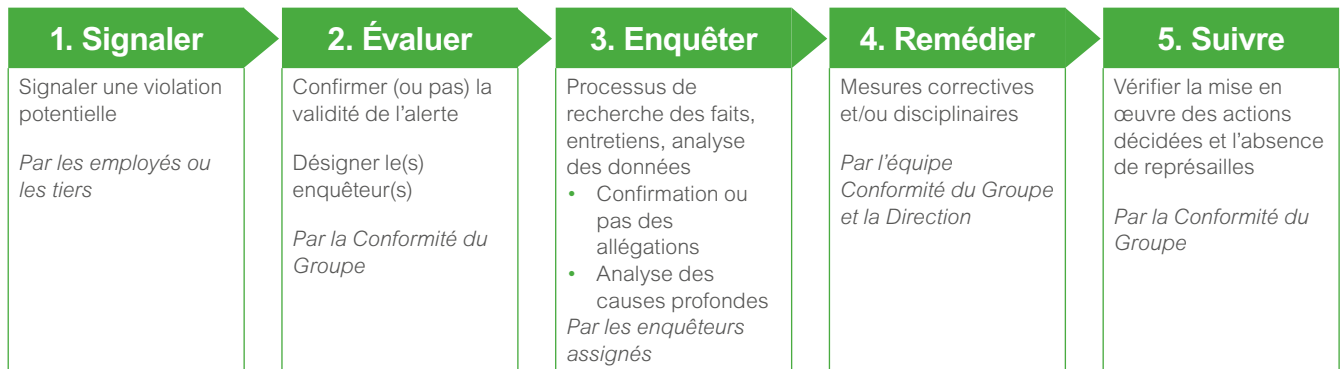 1. Signaler
Signaler une violation
potentielle
Par les employés ou
les tiers
2. Évaluer
Confirmer (ou pas) la
validité de l'alerte
Désigner le(s)
enquêteur(s)
Par la Conformité du
Groupe
3. Enquêter
Processus de
recherche des faits,
entretiens, analyse
des données
• Confirmation ou
pas des
allégations
• Analyse des
causes profondes
Par les enquêteurs
assignés
4. Remédier
Mesures correctives
et/ou disciplinaires
Par l'équipe
Conformité du Groupe
et la Direction
5. Suivre
Vérifier la mise en
œuvre des actions
décidées et l'absence
de représailles
Par la Conformité du
Groupe